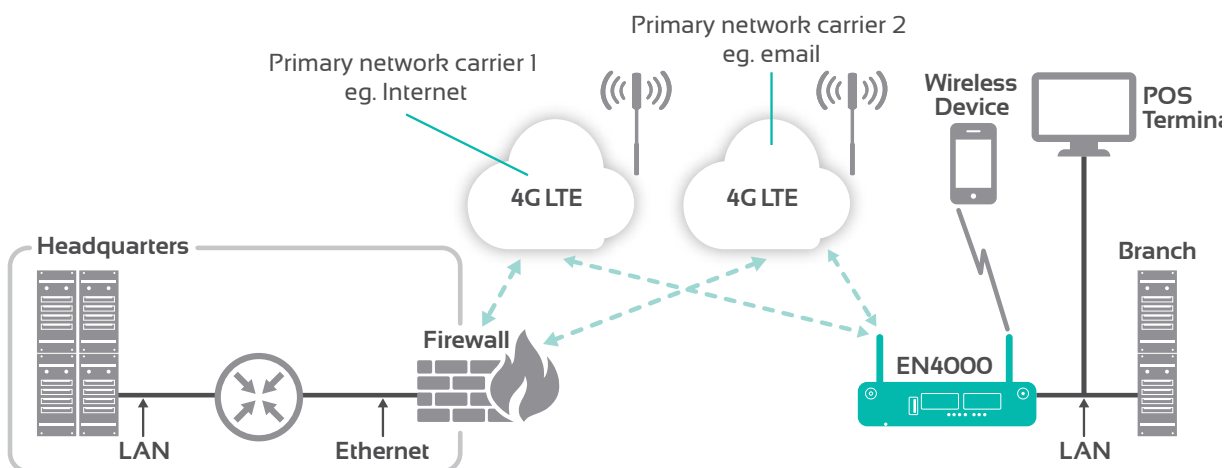 Primary network carrier 1
eg. Internet
Primary network carrier 2
eg. email
Wireless
Device
POS
4G LTE
4G LTE
Headquarters
Branch
Firewall
EN4000
LAN
Ethernet
LAN